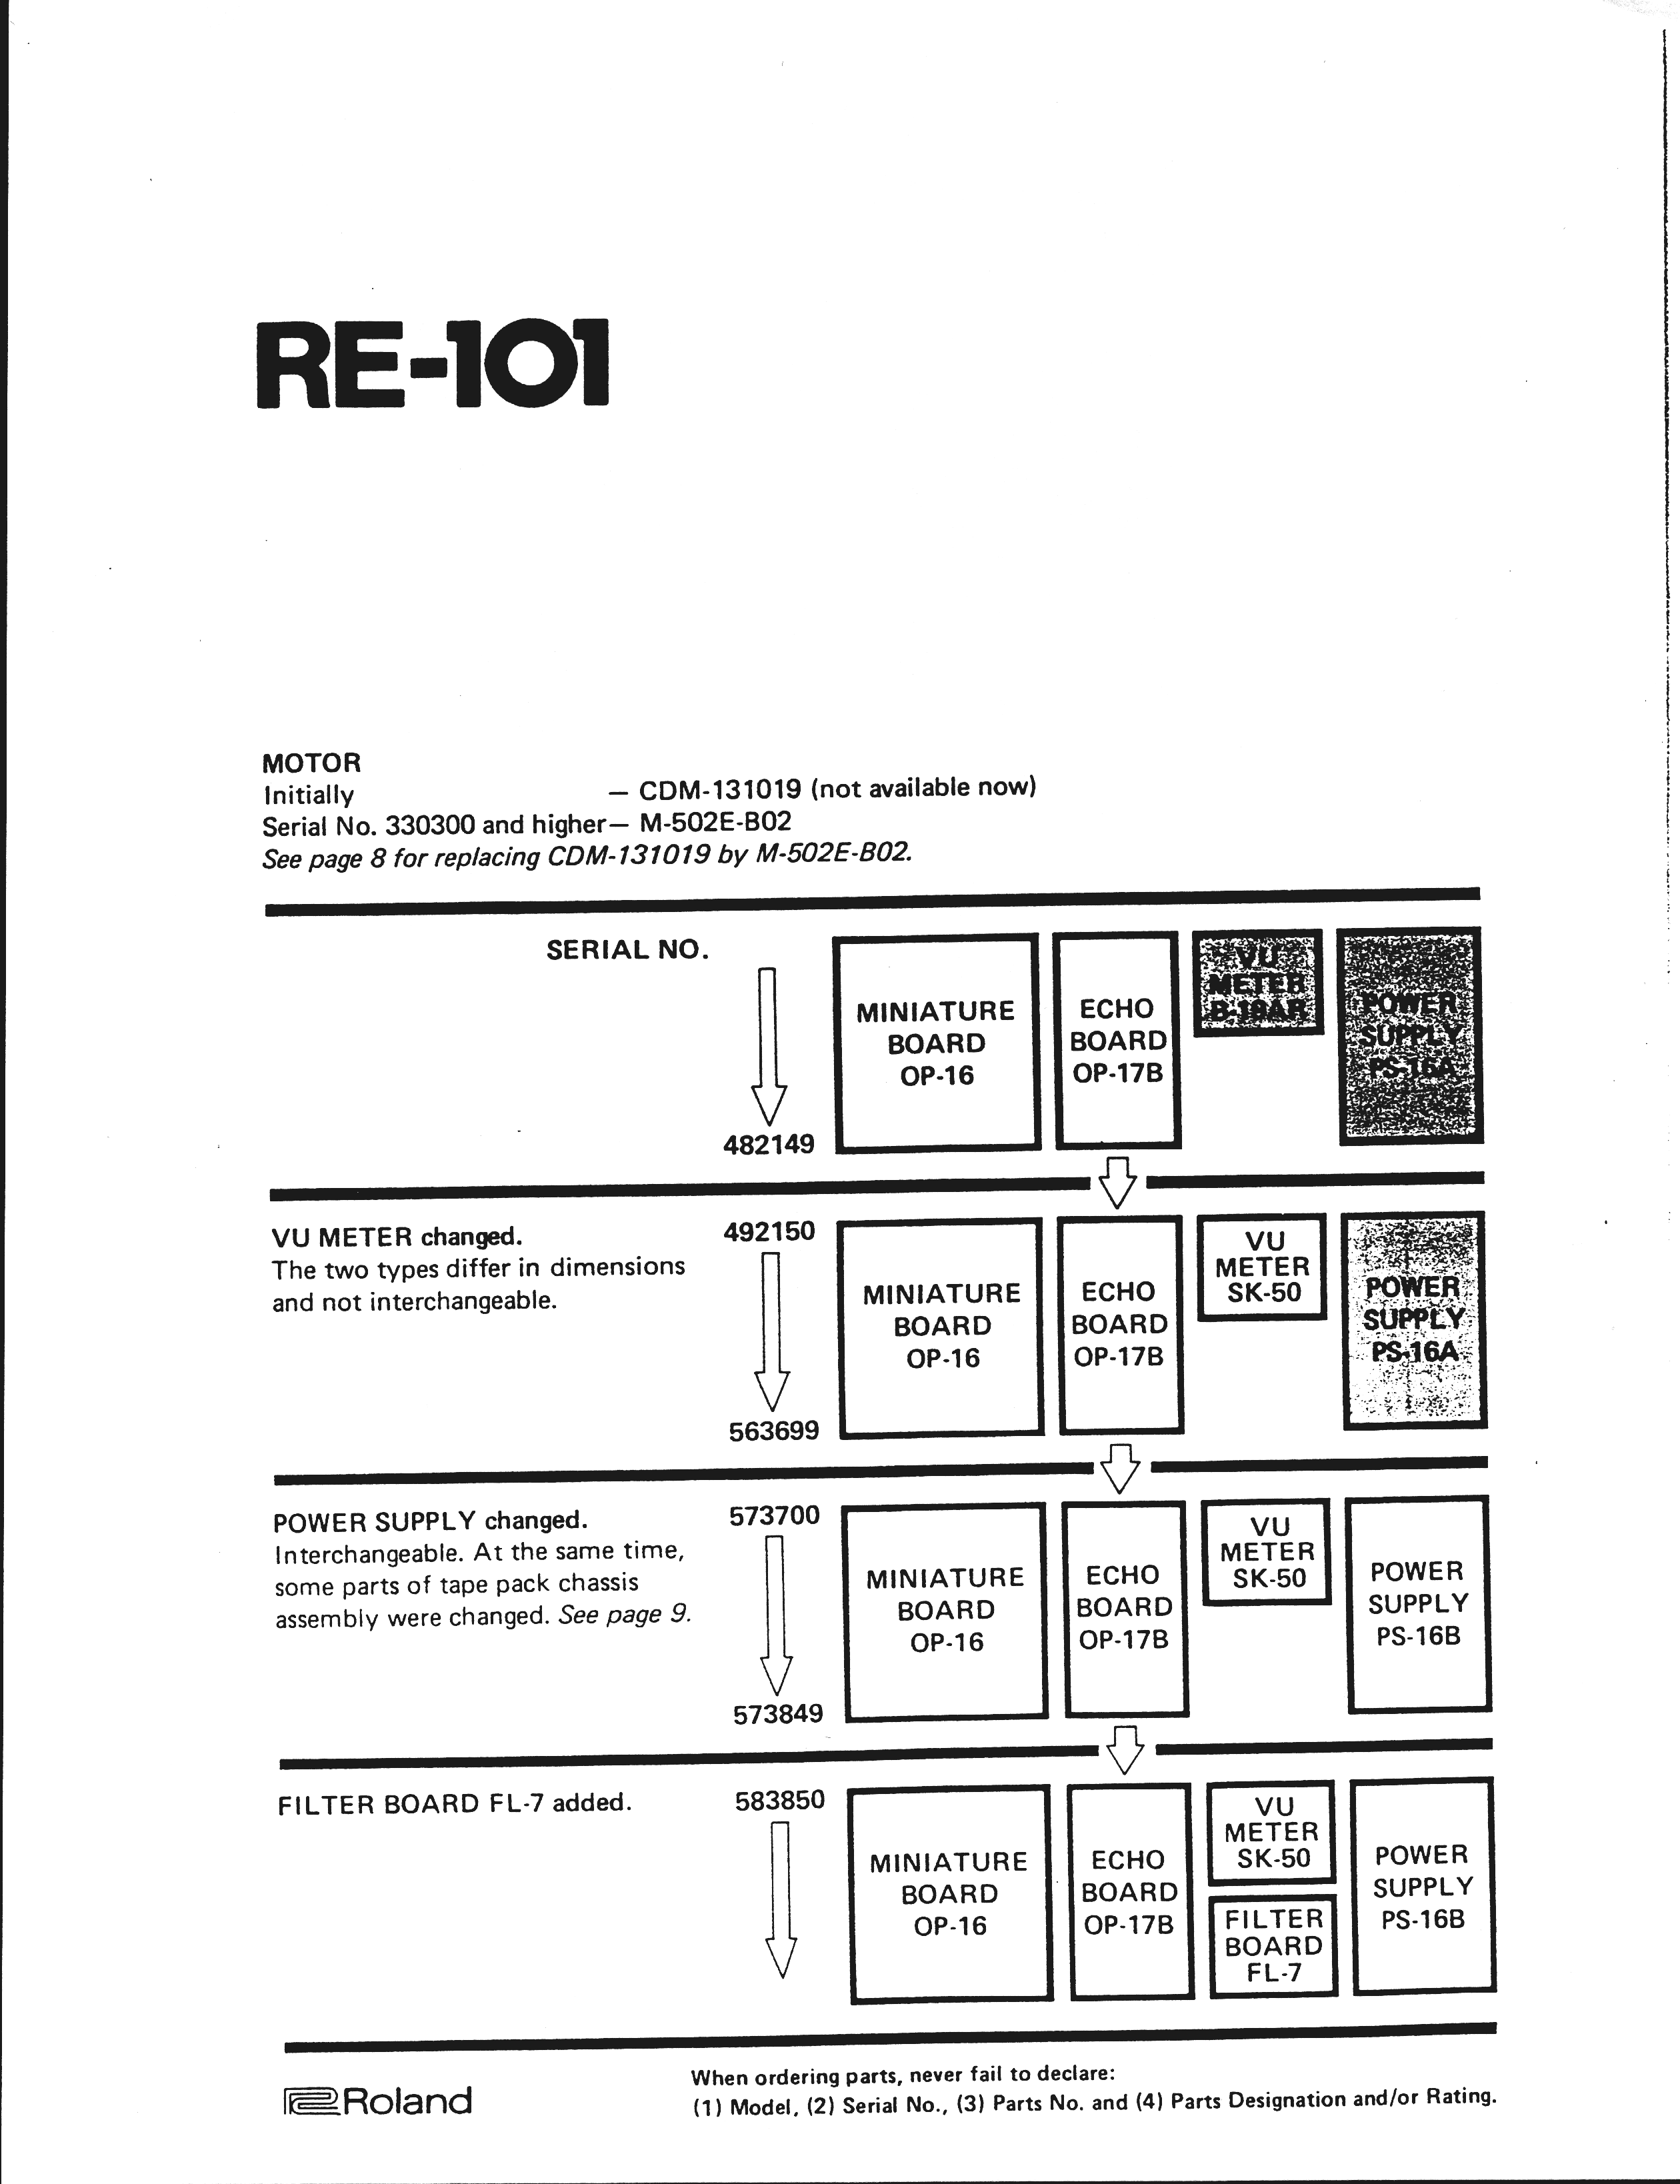 RE-101
MOTOR
Initially — CDM-131019 (not available now)
Serial No. 330300 and higher— M-502E-B02
See page 8 for replacing CDM-131019 by M-502E-B02.
SERIAL NO.
482149
MINIATURE
BOARD
OP-16
ECHO
BOARD
OP-17B
VU
METER
POWER
SUPPLY
PS-16A
VU METER changed.
The two types differ in dimensions
and not interchangeable.
492150
563699
MINIATURE
BOARD
OP-16
ECHO
BOARD
OP-17B
VU
METER
SK-50
POWER
SUPPLY
PS-16A
POWER SUPPLY changed.
Interchangeable. At the same time,
some parts of tape pack chassis
assembly were changed. See page 9.
573700
573849
MINIATURE
BOARD
OP-16
ECHO
BOARD
OP-17B
VU
METER
SK-50
POWER
SUPPLY
PS-16B
FILTER BOARD FL-7 added.
583850
MINIATURE
BOARD
OP-16
ECHO
BOARD
OP-17B
VU
METER
SK-50
FILTER
BOARD
FL-7
POWER
SUPPLY
PS-16B
Roland
When ordering parts, never fail to declare:
(1) Model, (2) Serial No., (3) Parts No. and (4) Parts Designation and/or Rating.